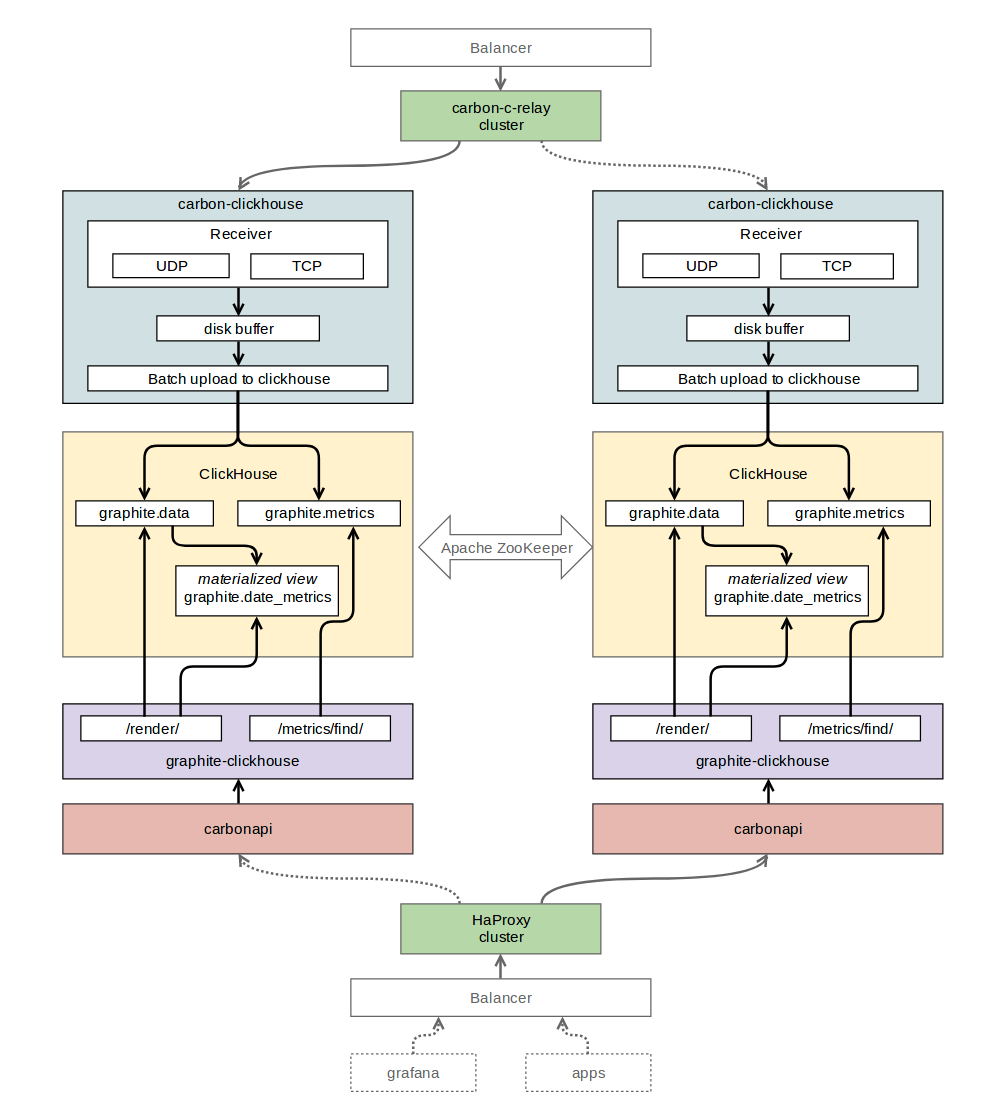 Balancer
carbon-c-relay
cluster
carbon-clickhouse
Receiver
UDP
TCP
disk buffer
Batch upload to clickhouse
ClickHouse
graphite.data
graphite.metrics
materialized view
graphite.date_metrics
/render/
/metrics/find/
graphite-clickhouse
carbonapi
Apache ZooKeeper
carbon-clickhouse
Receiver
UDP
TCP
disk buffer
Batch upload to clickhouse
ClickHouse
graphite.data
graphite.metrics
materialized view
graphite.date_metrics
/render/
/metrics/find/
graphite-clickhouse
carbonapi
HaProxy
cluster
Balancer
grafana
apps